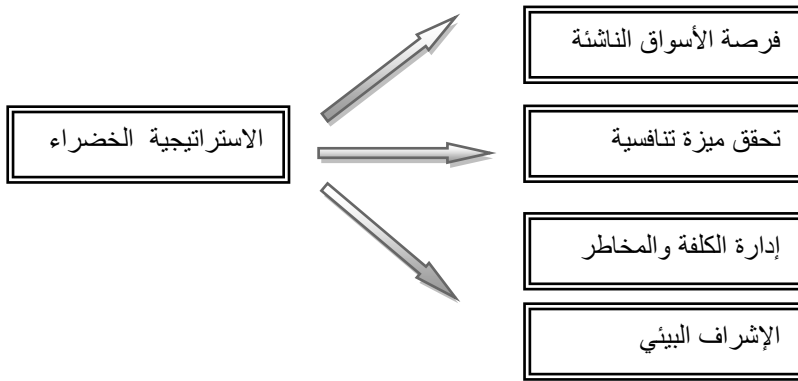 فرصة الأسواق الناشئة
الاستراتيجية الخضراء
تحقق ميزة تنافسية
إدارة الكلفة والمخاطر
الإشراف البيئي